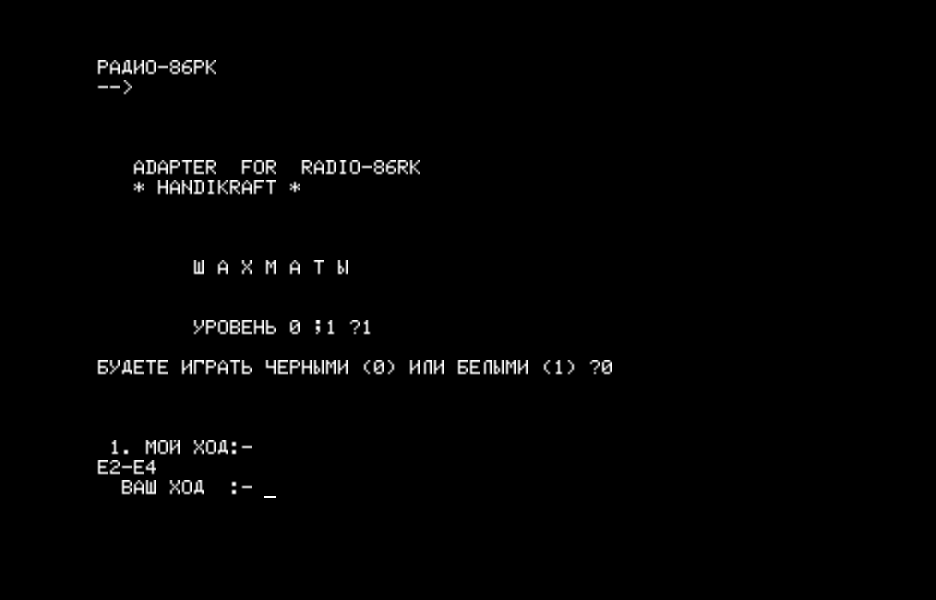 РАДИО-86РК
-->
ADAPTER FOR RADIO-86RK
* HANDIKRAFT *
Ш А Х М А Т Ы
УРОВЕНЬ 0 ;1 ?1
БУДЕТЕ ИГРАТЬ ЧЕРНЫМИ (0) ИЛИ БЕЛЫМИ (1) ?0
1. МОЙ ХОД:-
E2-E4
ВАШ ХОД :- _